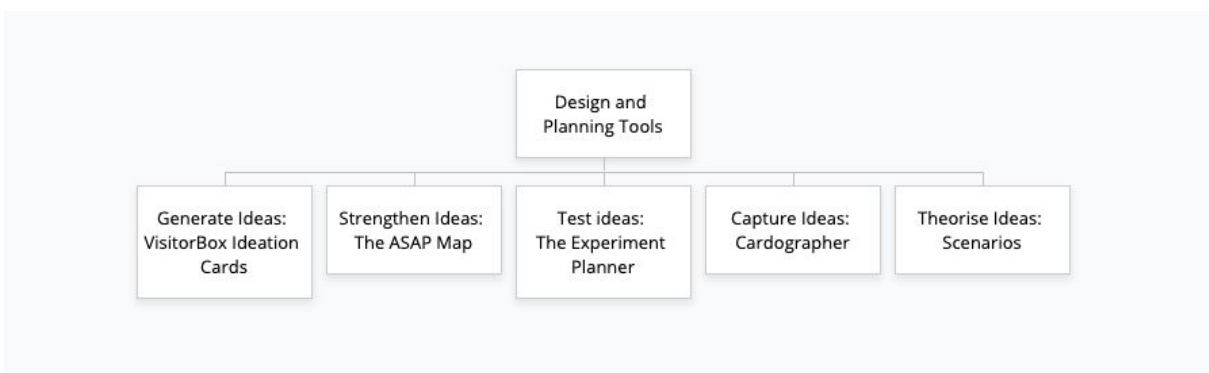 Design and
Planning Tools
Generate Ideas:
VisitorBox Ideation
Cards
Strengthen Ideas:
The ASAP Map
Test ideas:
The Experiment
Planner
Capture Ideas:
Cardographer
Theorise Ideas:
Scenarios